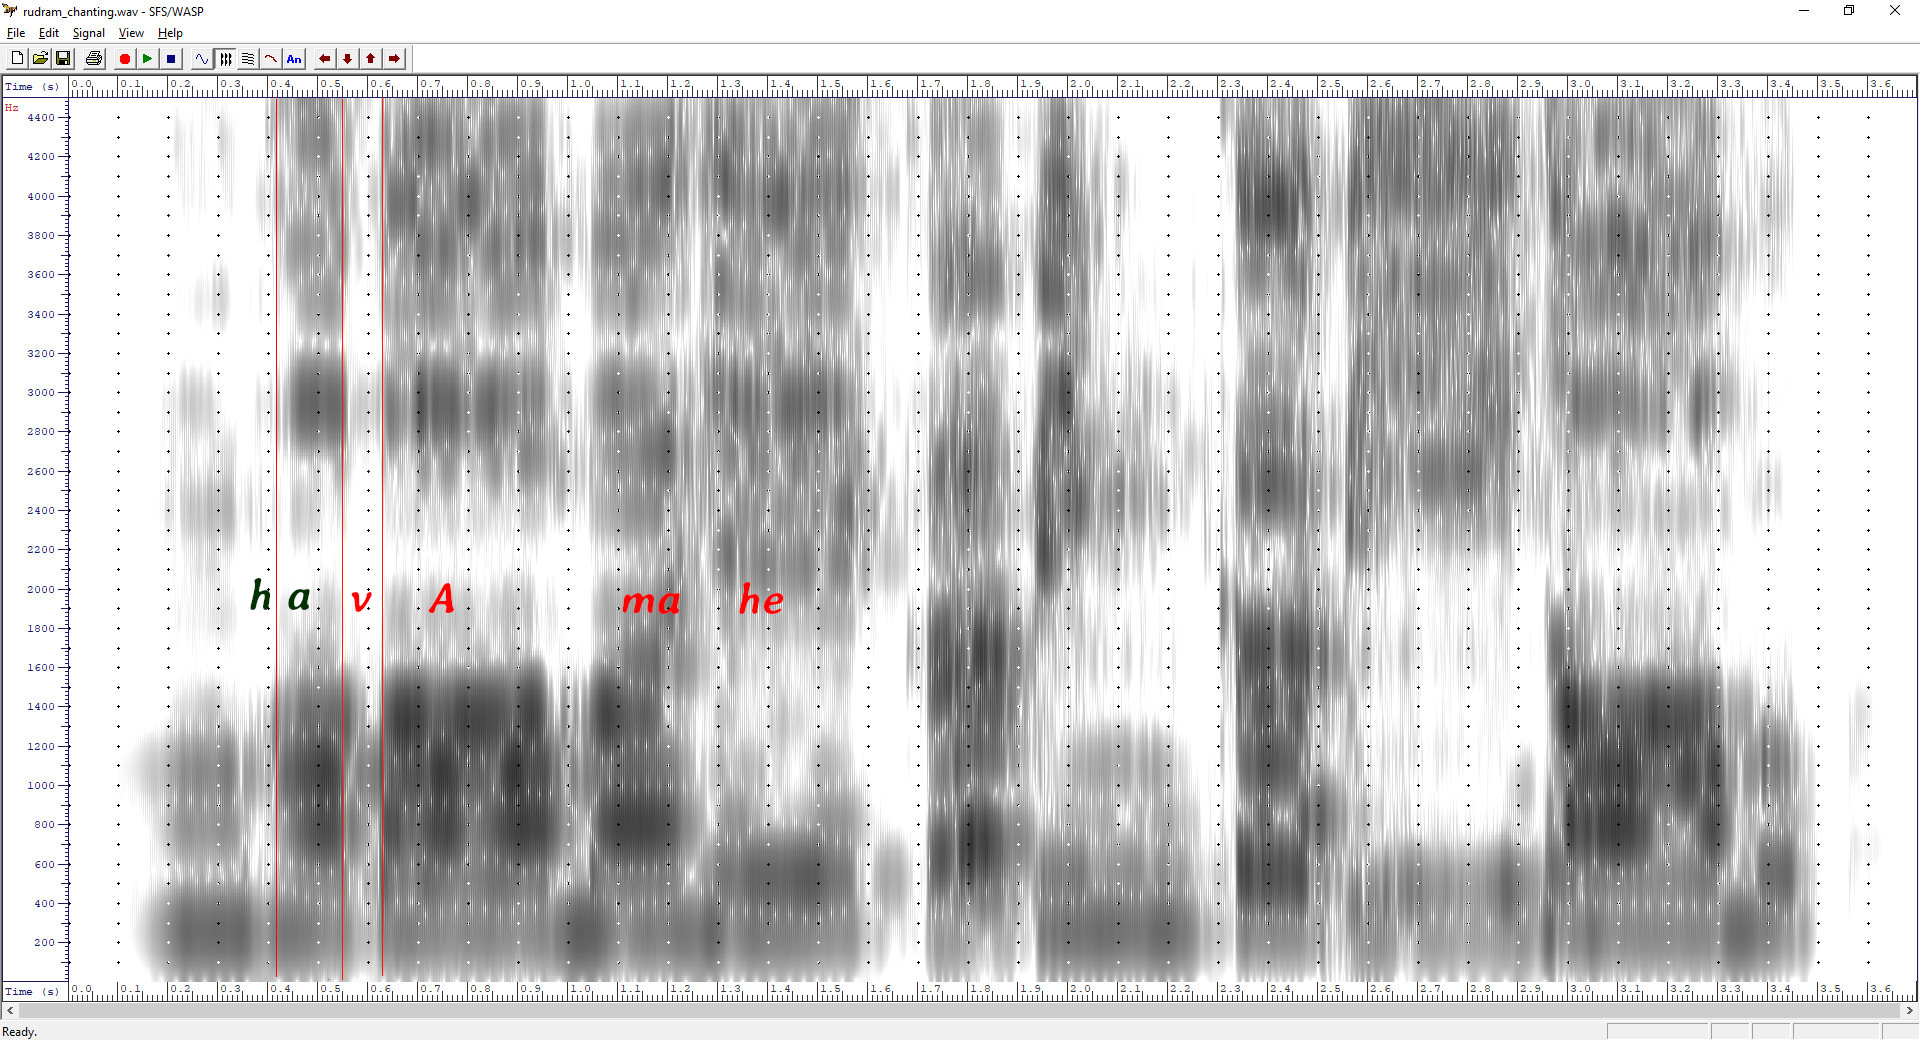 rudram_chanting.wav - SFS/WASP
File Edit Signal View Help
An
Time (s) 0.0 0.1 0.2 0.3 0.4 0.5 0.6 0.7 0.8 0.9 1.0 1.1 1.2 1.3 1.4 1.5 1.6 1.7 1.8 1.9 2.0 2.1 2.2 2.3 2.4 2.5 2.6 2.7 2.8 2.9 3.0 3.1 3.2 3.3 3.4 3.5 3.6
Hz
4400
4200
4000
3800
3600
3400
3200
3000
2800
2600
2400
2200
2000
h a v A ma he
1800
1600
1400
1200
1000
800
600
400
200
Time (s) 0.0 0.1 0.2 0.3 0.4 0.5 0.6 0.7 0.8 0.9 1.0 1.1 1.2 1.3 1.4 1.5 1.6 1.7 1.8 1.9 2.0 2.1 2.2 2.3 2.4 2.5 2.6 2.7 2.8 2.9 3.0 3.1 3.2 3.3 3.4 3.5 3.6
Ready.